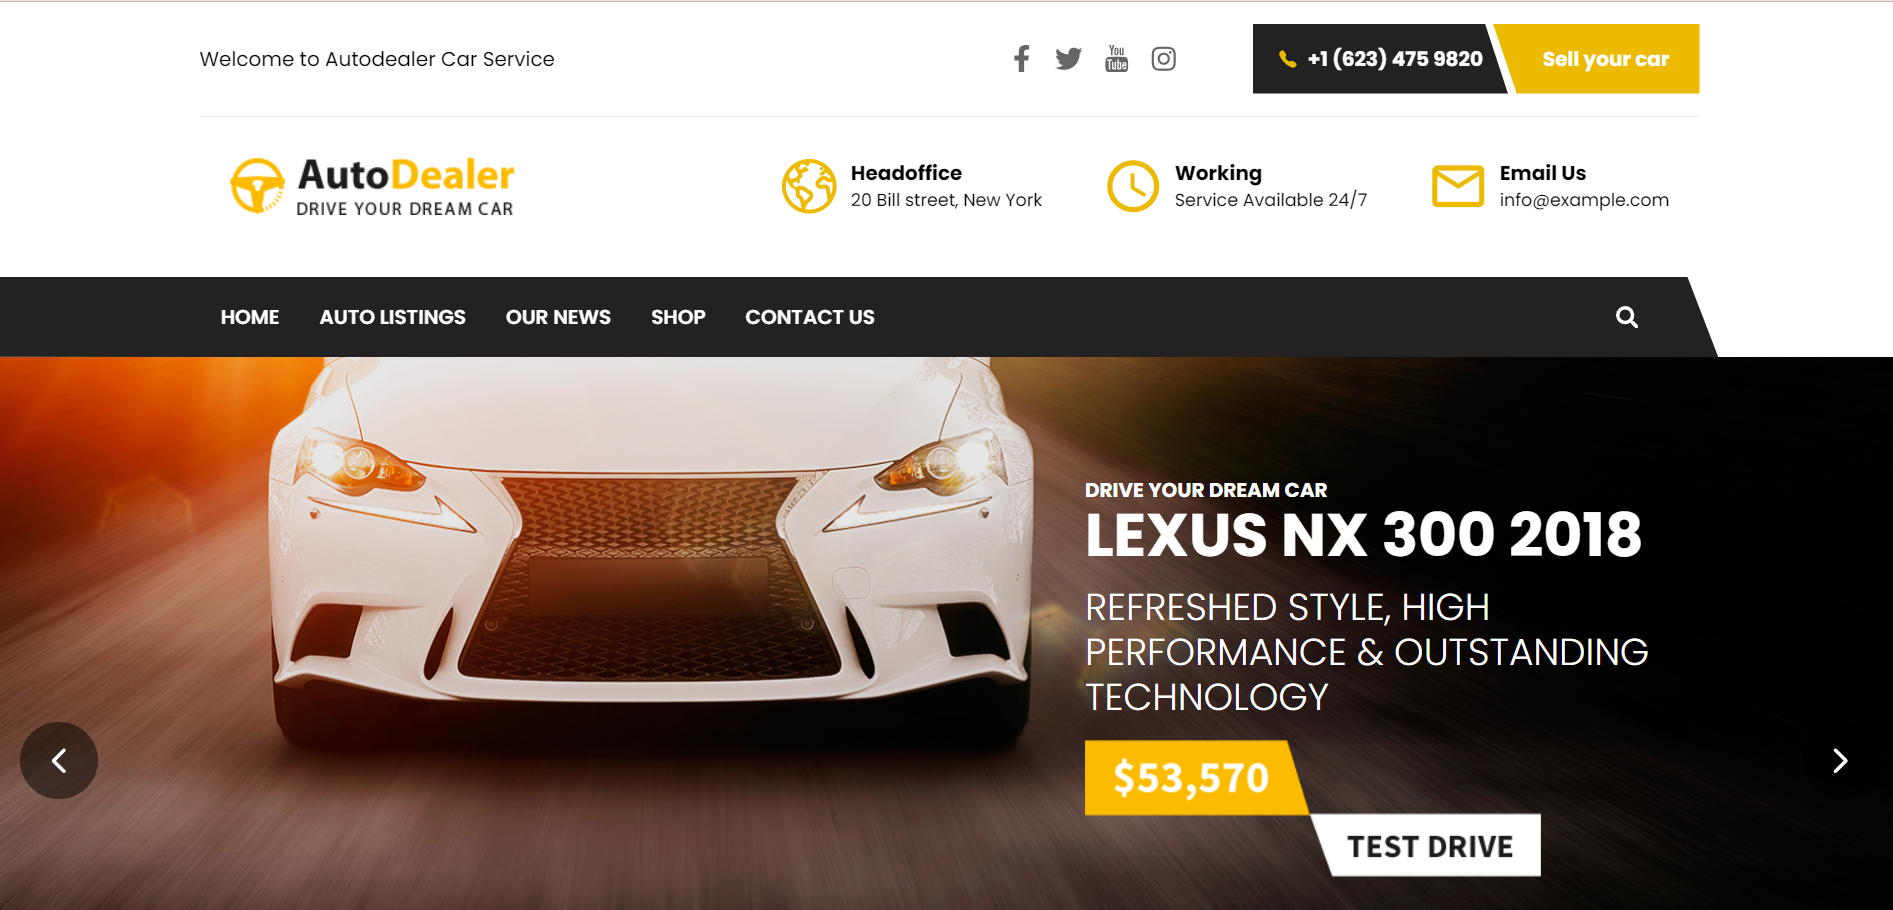 Welcome to Autodealer Car Service
You
Tube
+1 (623) 475 9820
Sell your car
AutoDealer
DRIVE YOUR DREAM CAR
Headoffice
20 Bill street, New York
Working
Service Available 24/7
Email Us
info@example.com
HOME
AUTO LISTINGS
OUR NEWS
SHOP
CONTACT US
DRIVE YOUR DREAM CAR
LEXUS NX 300 2018
REFRESHED STYLE, HIGH
PERFORMANCE & OUTSTANDING
TECHNOLOGY
$53,570
TEST DRIVE